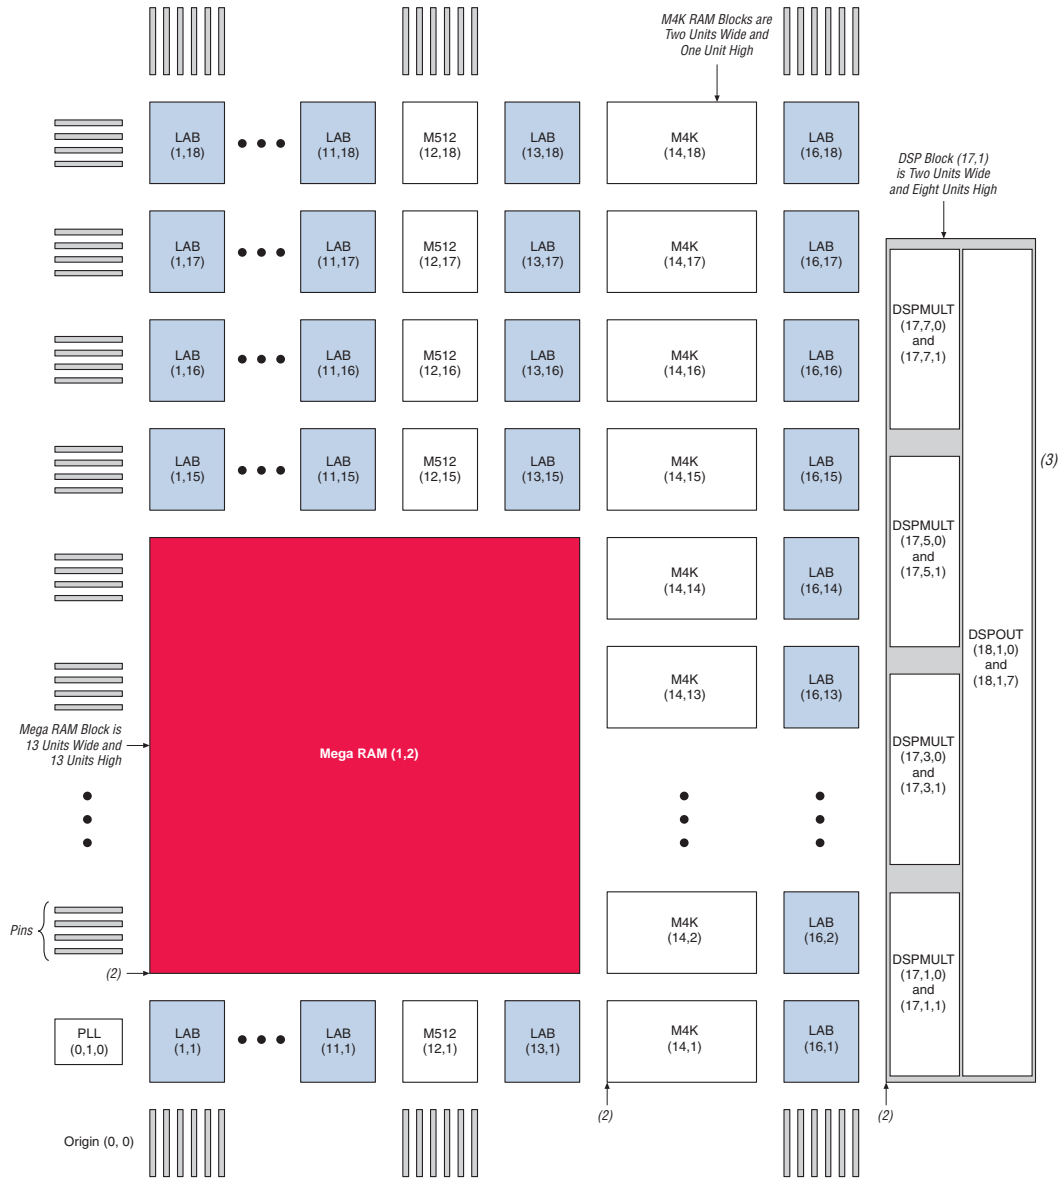 M4K RAM Blocks are
Two Units Wide and
One Unit High
LAB
(1,18)
LAB
(11,18)
M512
(12,18)
LAB
(13,18)
M4K
(14,18)
LAB
(16,18)
DSP Block (17,1)
is Two Units Wide
and Eight Units High
LAB
(1,17)
LAB
(11,17)
M512
(12,17)
LAB
(13,17)
M4K
(14,17)
LAB
(16,17)
DSPMULT
(17,7,0)
and
(17,7,1)
LAB
(1,16)
LAB
(11,16)
M512
(12,16)
LAB
(13,16)
M4K
(14,16)
LAB
(16,16)
LAB
(1,15)
LAB
(11,15)
M512
(12,15)
LAB
(13,15)
M4K
(14,15)
LAB
(16,15)
(3)
DSPMULT
(17,5,0)
and
(17,5,1)
M4K
(14,14)
LAB
(16,14)
DSPOUT
(18,1,0)
and
(18,1,7)
M4K
(14,13)
LAB
(16,13)
Mega RAM Block is
13 Units Wide and
13 Units High
Mega RAM (1,2)
DSPMULT
(17,3,0)
and
(17,3,1)
Pins
M4K
(14,2)
LAB
(16,2)
(2)
DSPMULT
(17,1,0)
and
(17,1,1)
PLL
(0,1,0)
LAB
(1,1)
LAB
(11,1)
M512
(12,1)
LAB
(13,1)
M4K
(14,1)
LAB
(16,1)
(2)
(2)
Origin (0, 0)